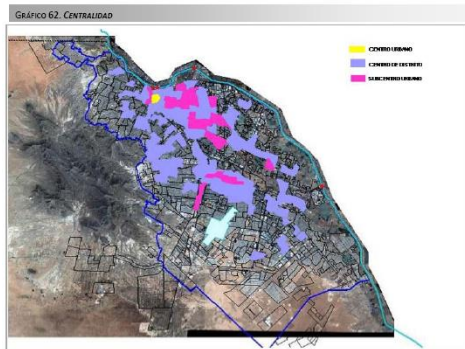 GRÁFICO 62. CENTRALIDAD
CENTRO URBANO
CENTRO DE DISTRITO
SUBCENTRO URBANO